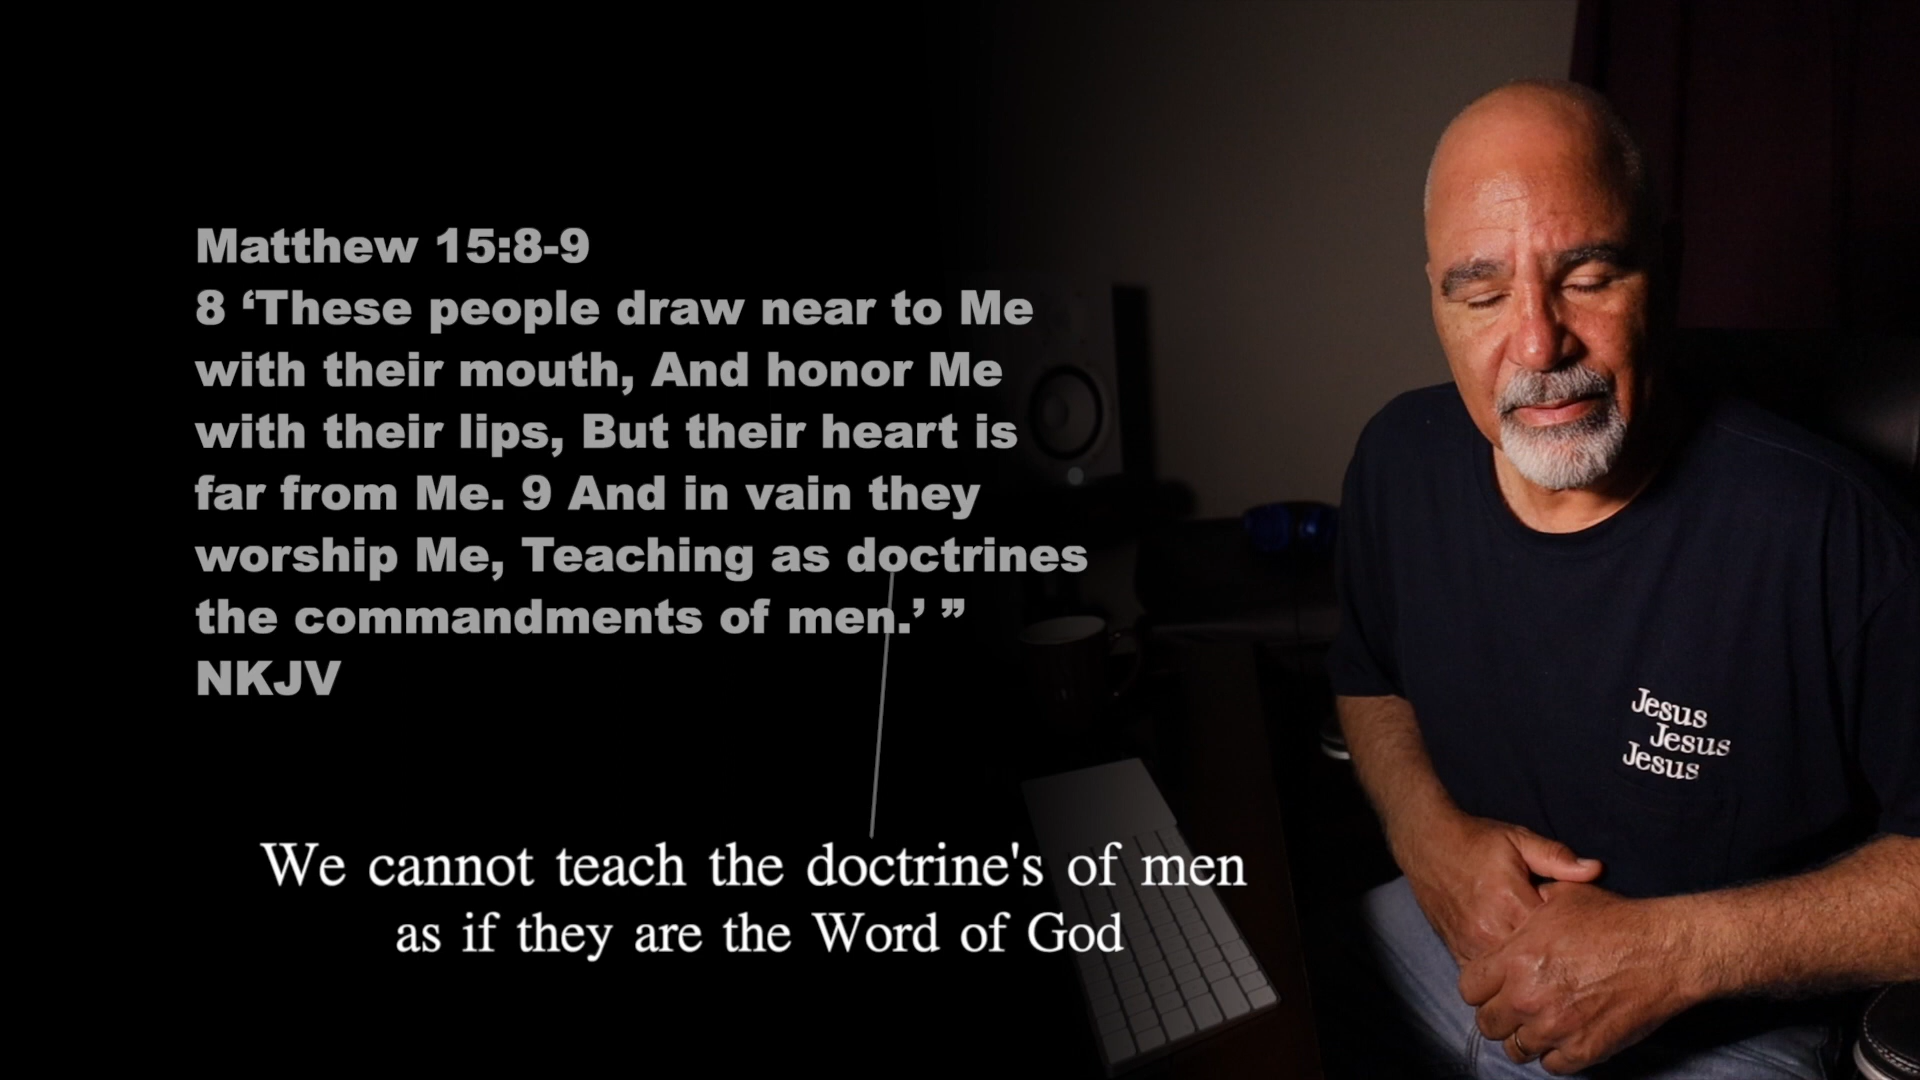 Matthew 15:8-9
8 ‘These people draw near to Me
with their mouth, And honor Me
with their lips, But their heart is
far from Me. 9 And in vain they
worship Me, Teaching as doctrines
the commandments of men.’ ”
NKJV
We cannot teach the doctrine's of men
as if they are the Word of God
Jesus
Jesus
Jesus